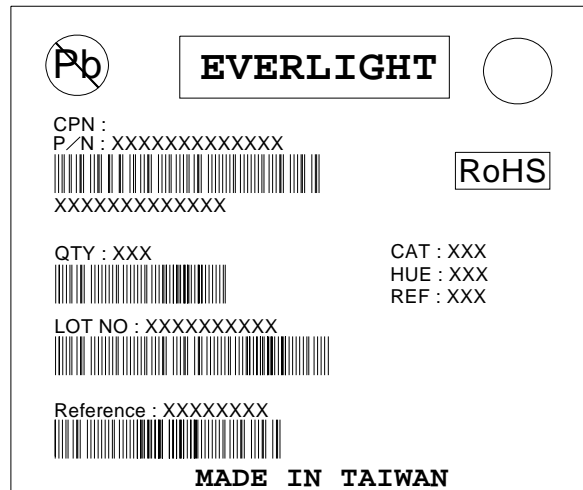 Pb
EVERLIGHT
CPN :
P/N : XXXXXXXXXXXXX
RoHS
XXXXXXXXXXXXX
QTY : XXX
CAT : XXX
HUE : XXX
REF : XXX
LOT NO : XXXXXXXXXX
Reference : XXXXXXXX
MADE IN TAIWAN